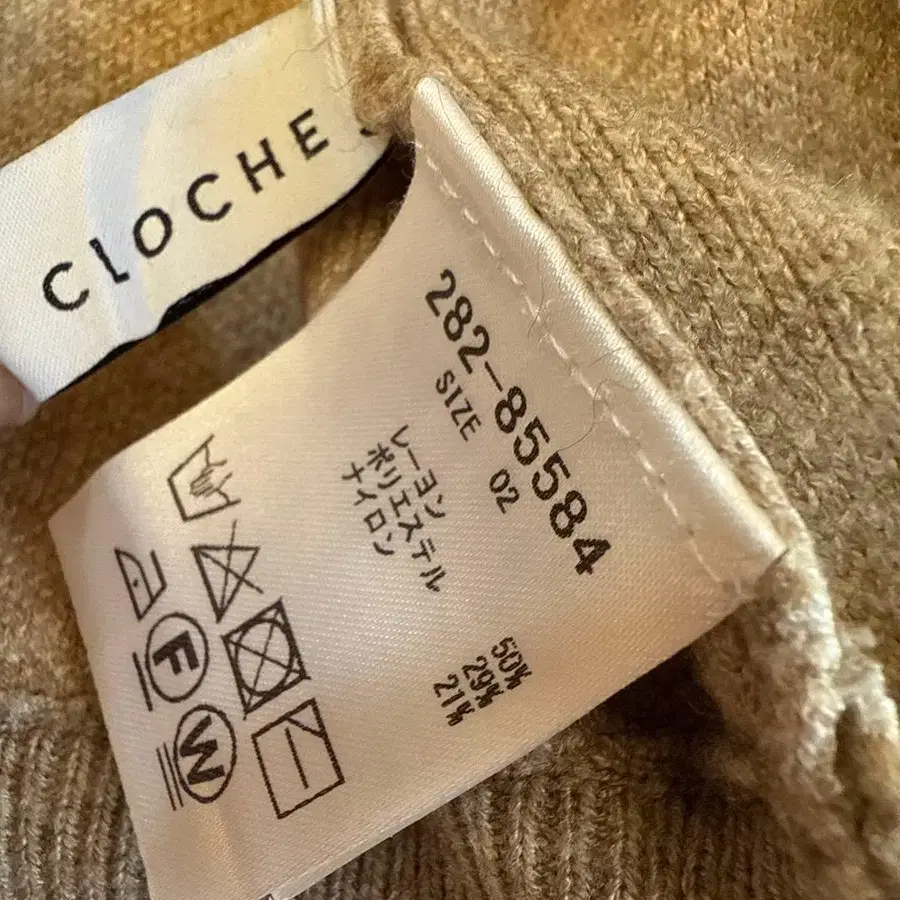 CLOCHE
282-85584
SIZE 02
レーヨン 50%
ポリエステル 29%
ナイロン 21%
F
W